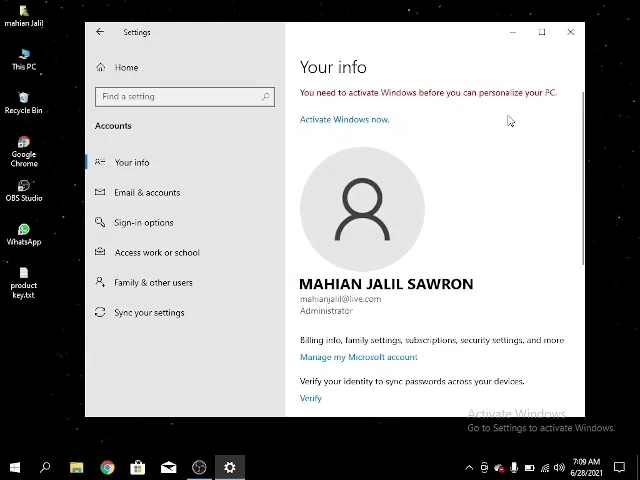 mahian Jalil
This PC
Recycle Bin
Google
Chrome
OBS Studio
WhatsApp
product
key.txt
Settings
Home
Find a setting
Accounts
Your info
Email & accounts
Sign-in options
Access work or school
Family & other users
Sync your settings
Your info
You need to activate Windows before you can personalize your PC.
Activate Windows now.
MAHIAN JALIL SAWRON
mahianjalil@live.com
Administrator
Billing info, family settings, subscriptions, security settings, and more
Manage my Microsoft account
Verify your identity to sync passwords across your devices.
Verify
Activate Windows
Go to Settings to activate Windows.
7:09 AM
6/28/2021